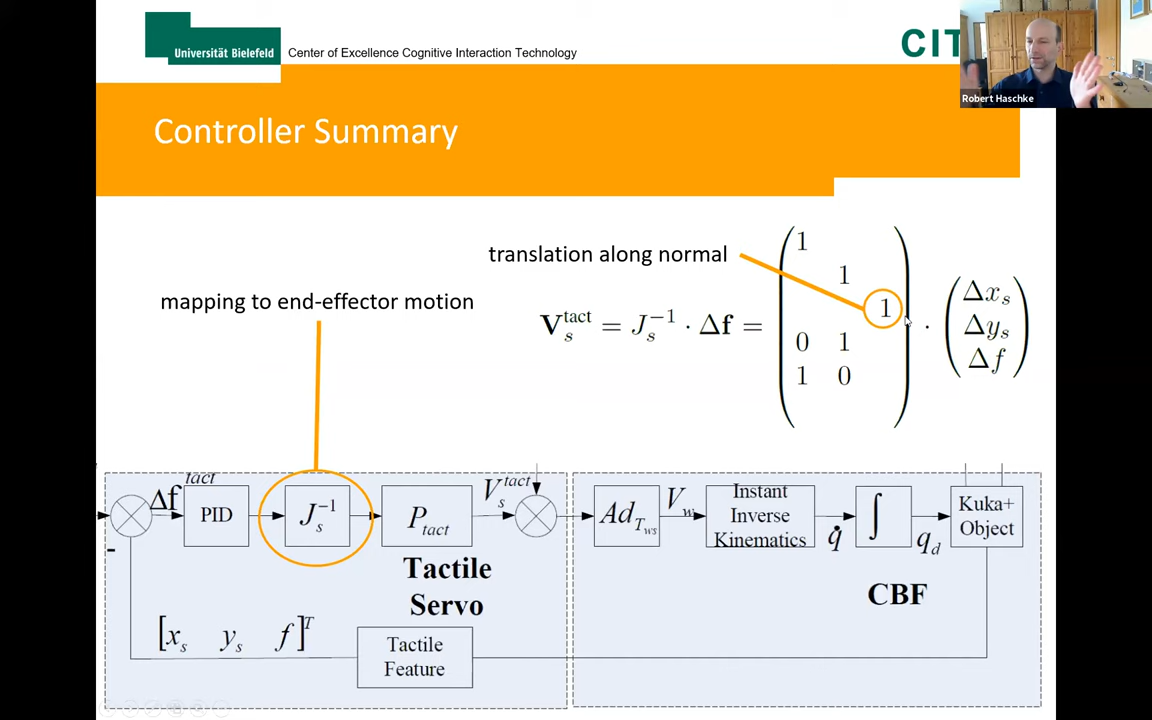 Universität Bielefeld
Center of Excellence Cognitive Interaction Technology
CIT
Robert Haschke
Controller Summary
translation along normal
mapping to end-effector motion
V_s^tact = J_s^-1 · Δf = ( 1 1 1 0 1 1 0 ) · ( Δx_s Δy_s Δf )
Δf^tact
PID
J_s^-1
P_tact
V_s^tact
Ad_T_ws
V_w
Instant
Inverse
Kinematics
q̇
∫
q_d
Kuka+
Object
-
Tactile
Servo
CBF
[x_s y_s f]^T
Tactile
Feature